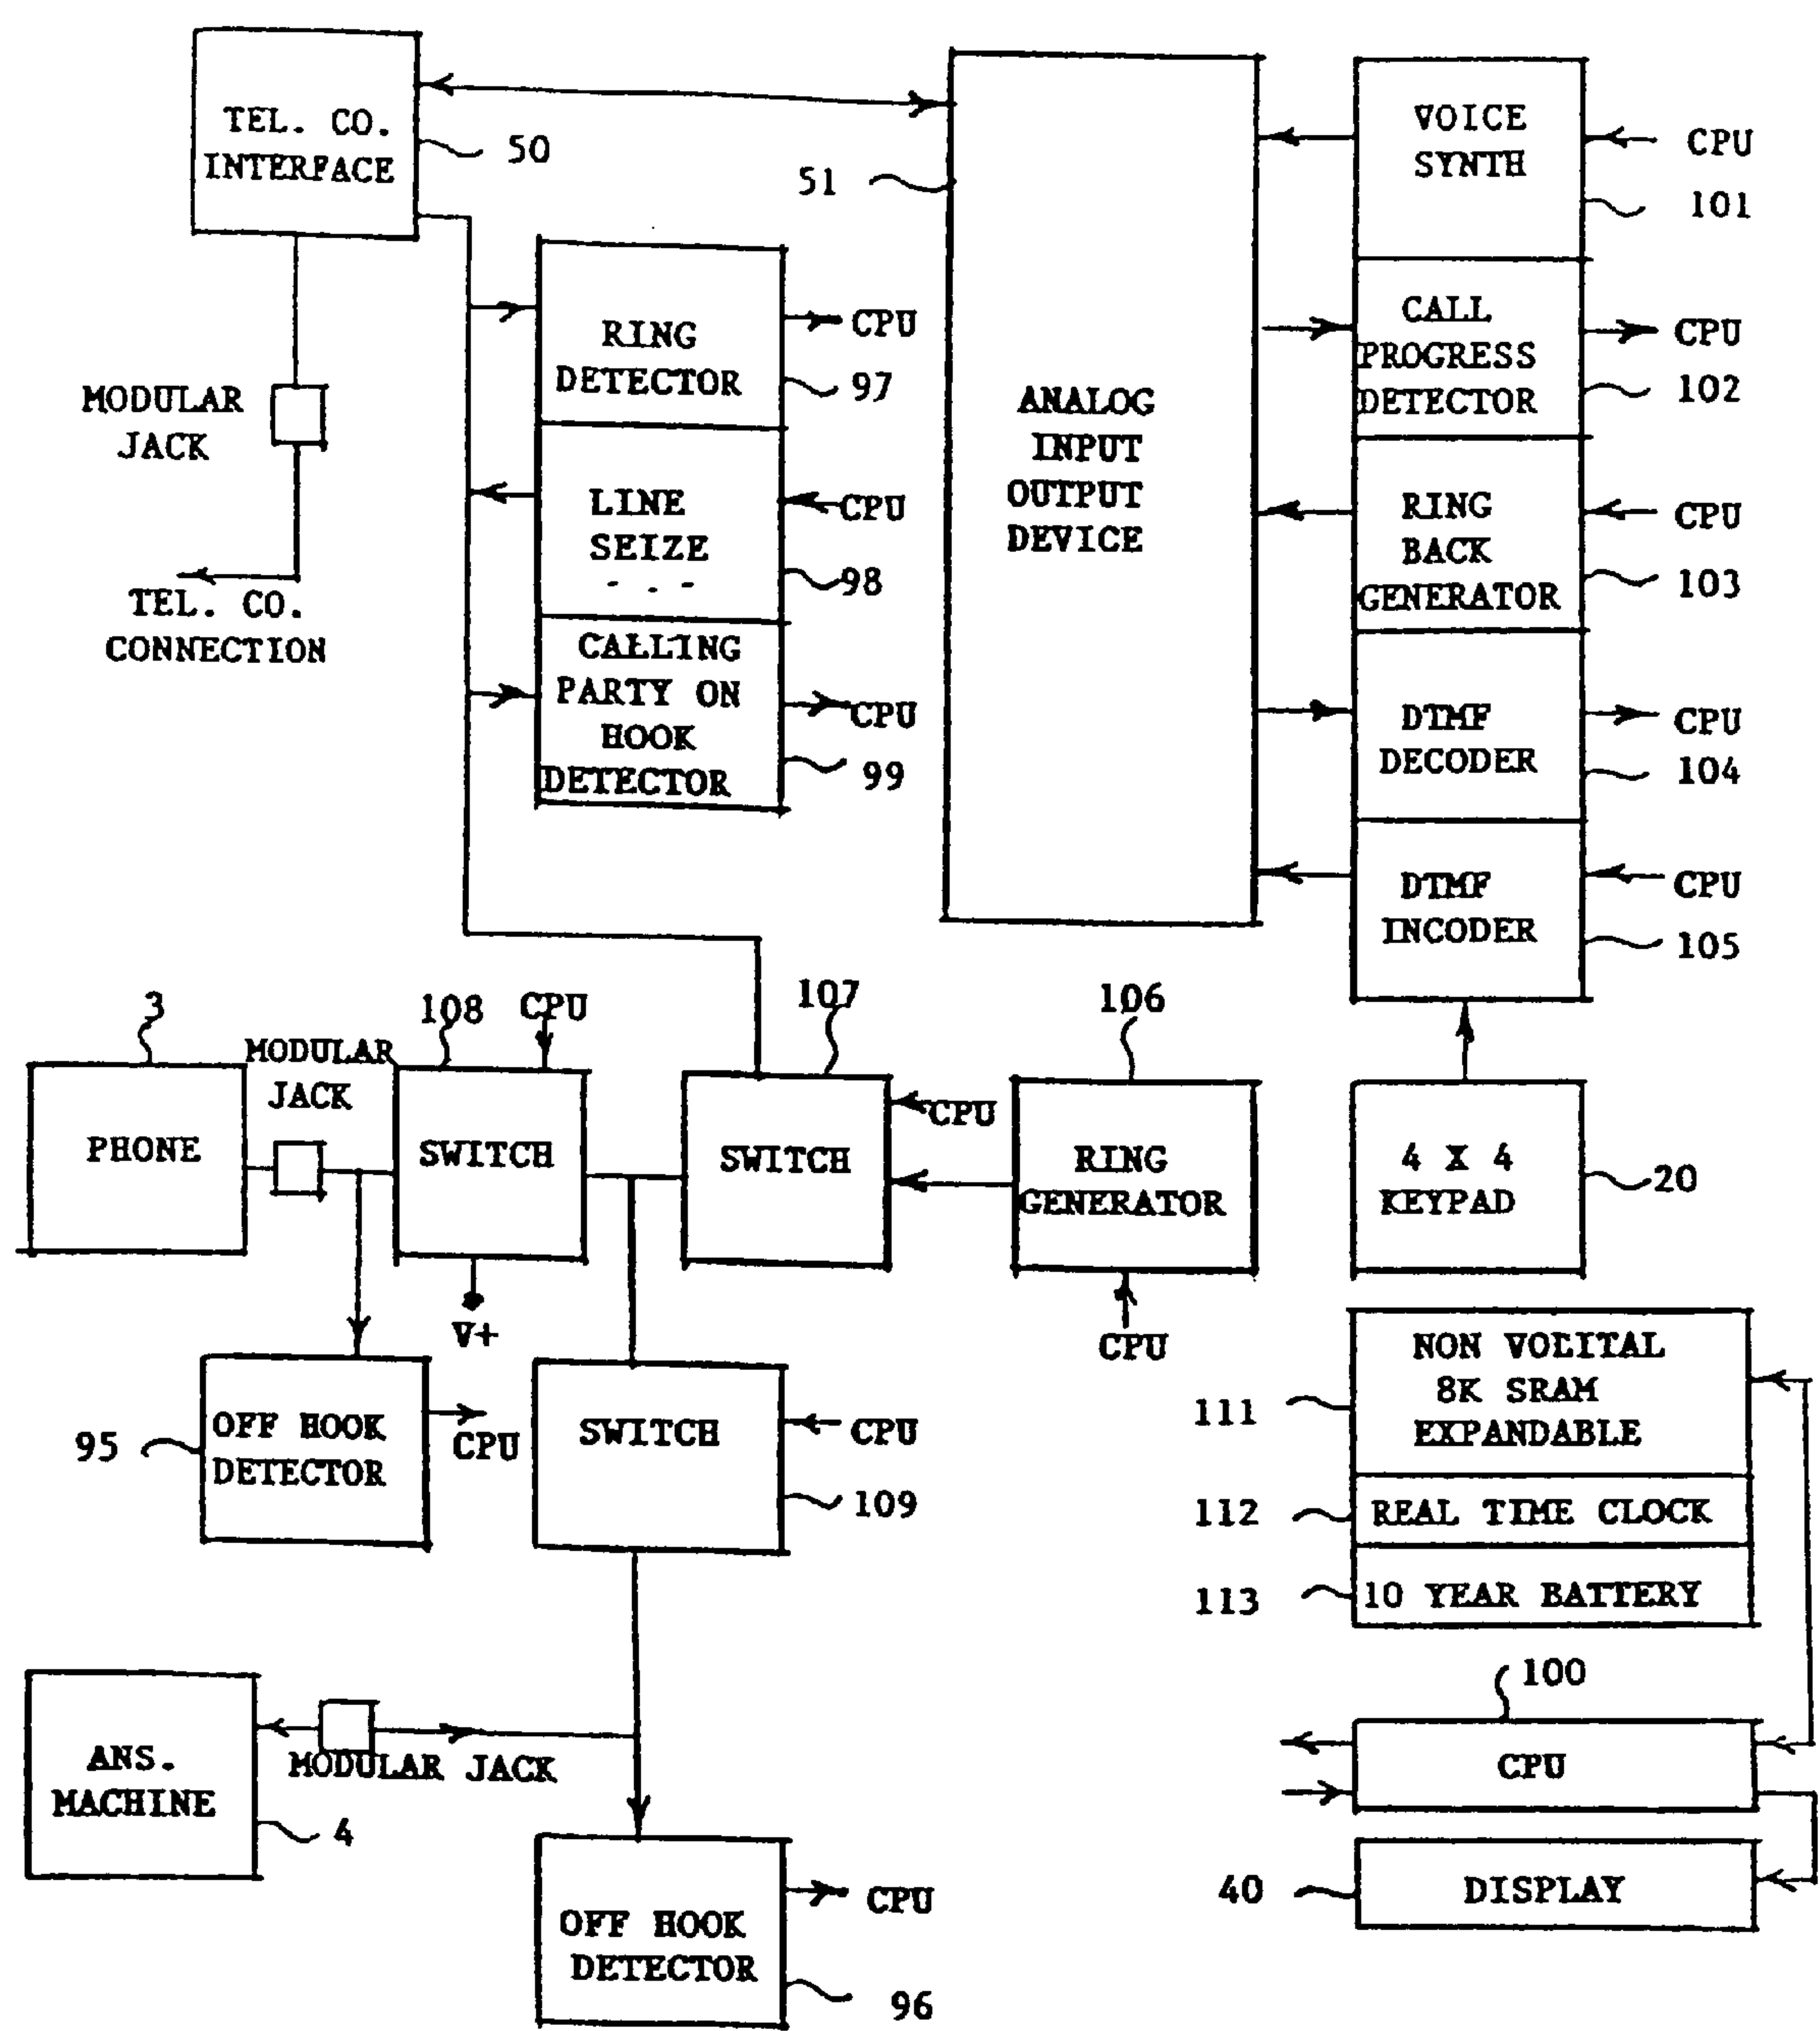 TEL. CO.
INTERFACE
50
51
VOICE
SYNTH
CPU
101
RING
DETECTOR
CPU
97
CALL
PROGRESS
DETECTOR
CPU
102
MODULAR
JACK
ANALOG
INPUT
OUTPUT
DEVICE
LINE
SEIZE
CPU
98
RING
BACK
GENERATOR
CPU
103
TEL. CO.
CONNECTION
CALLING
PARTY ON
HOOK
DETECTOR
CPU
99
DTMF
DECODER
CPU
104
DTMF
INCODER
CPU
105
3
MODULAR
JACK
108
CPU
107
106
PHONE
SWITCH
SWITCH
CPU
RING
GENERATOR
4 X 4
KEYPAD
20
V+
CPU
NON VOLITAL
8K SRAM
EXPANDABLE
111
95
OFF HOOK
DETECTOR
CPU
SWITCH
CPU
109
112
REAL TIME CLOCK
113
10 YEAR BATTERY
100
ANS.
MACHINE
4
MODULAR JACK
CPU
OFF HOOK
DETECTOR
CPU
96
40
DISPLAY